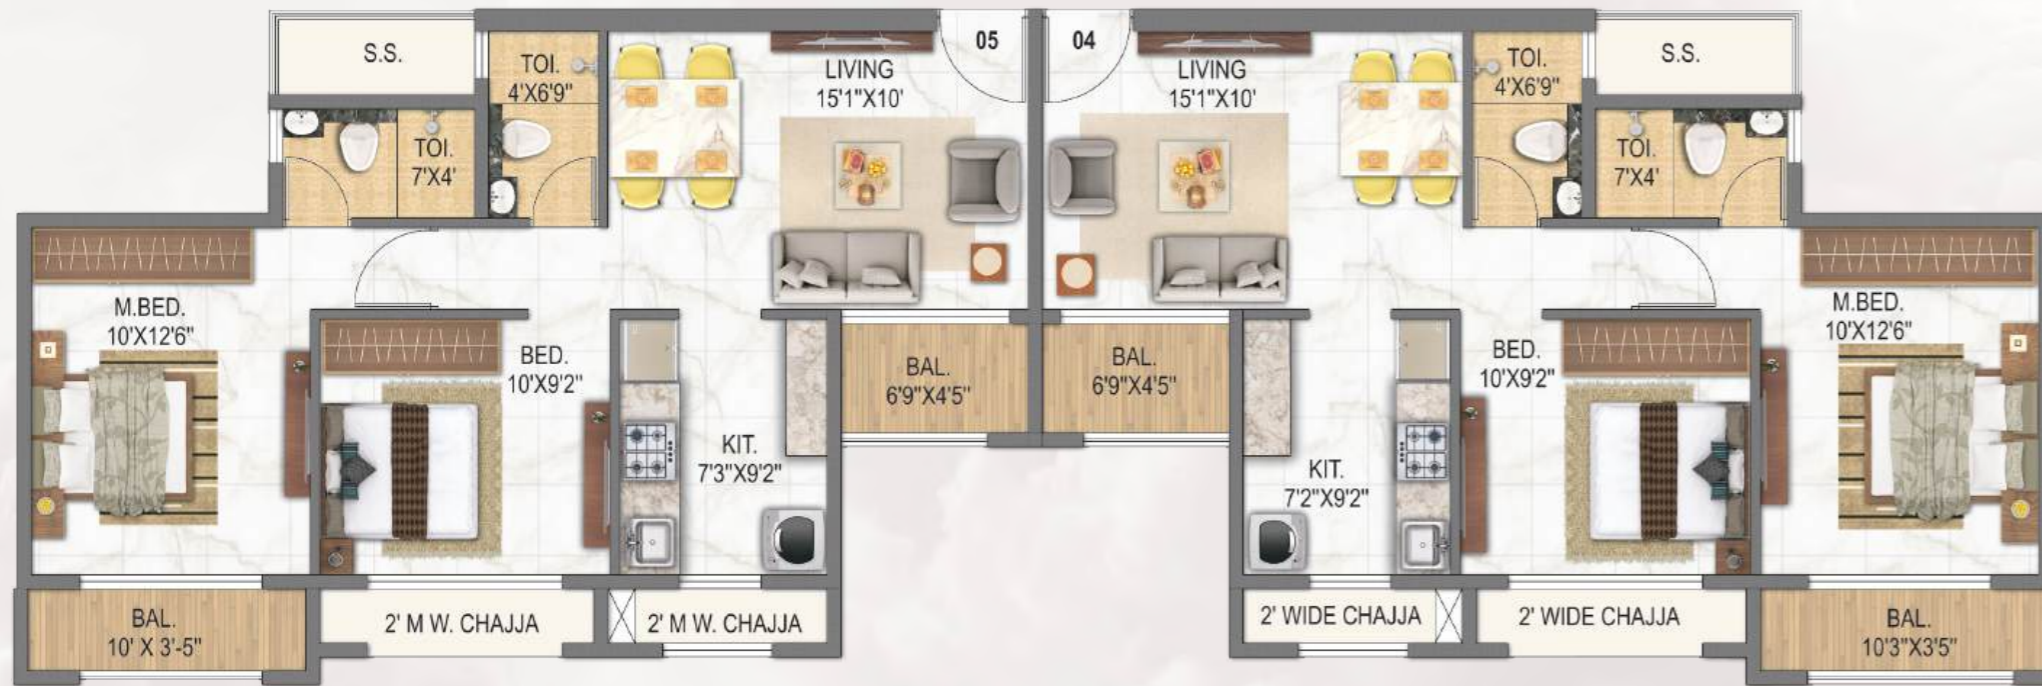 S.S.
TOI.
4'X6'9"
TOI.
7'X4'
LIVING
15'1"X10'
05
04
LIVING
15'1"X10'
TOI.
4'X6'9"
TOI.
7'X4'
S.S.
M.BED.
10'X12'6"
BED.
10'X9'2"
KIT.
7'3"X9'2"
BAL.
6'9"X4'5"
BAL.
6'9"X4'5"
KIT.
7'2"X9'2"
BED.
10'X9'2"
M.BED.
10'X12'6"
BAL.
10' X 3'-5"
2' M W. CHAJJA
2' M W. CHAJJA
2' WIDE CHAJJA
2' WIDE CHAJJA
BAL.
10'3"X3'5"